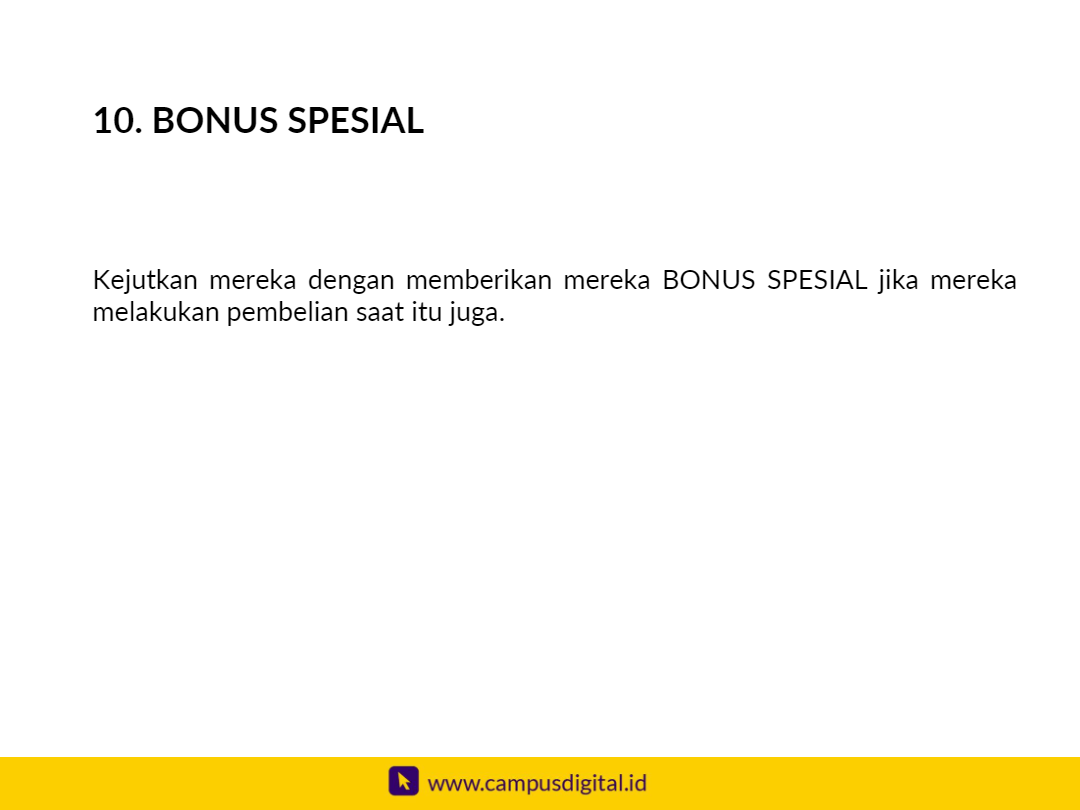 10. BONUS SPESIAL
Kejutkan mereka dengan memberikan mereka BONUS SPESIAL jika mereka
melakukan pembelian saat itu juga.
www.campusdigital.id